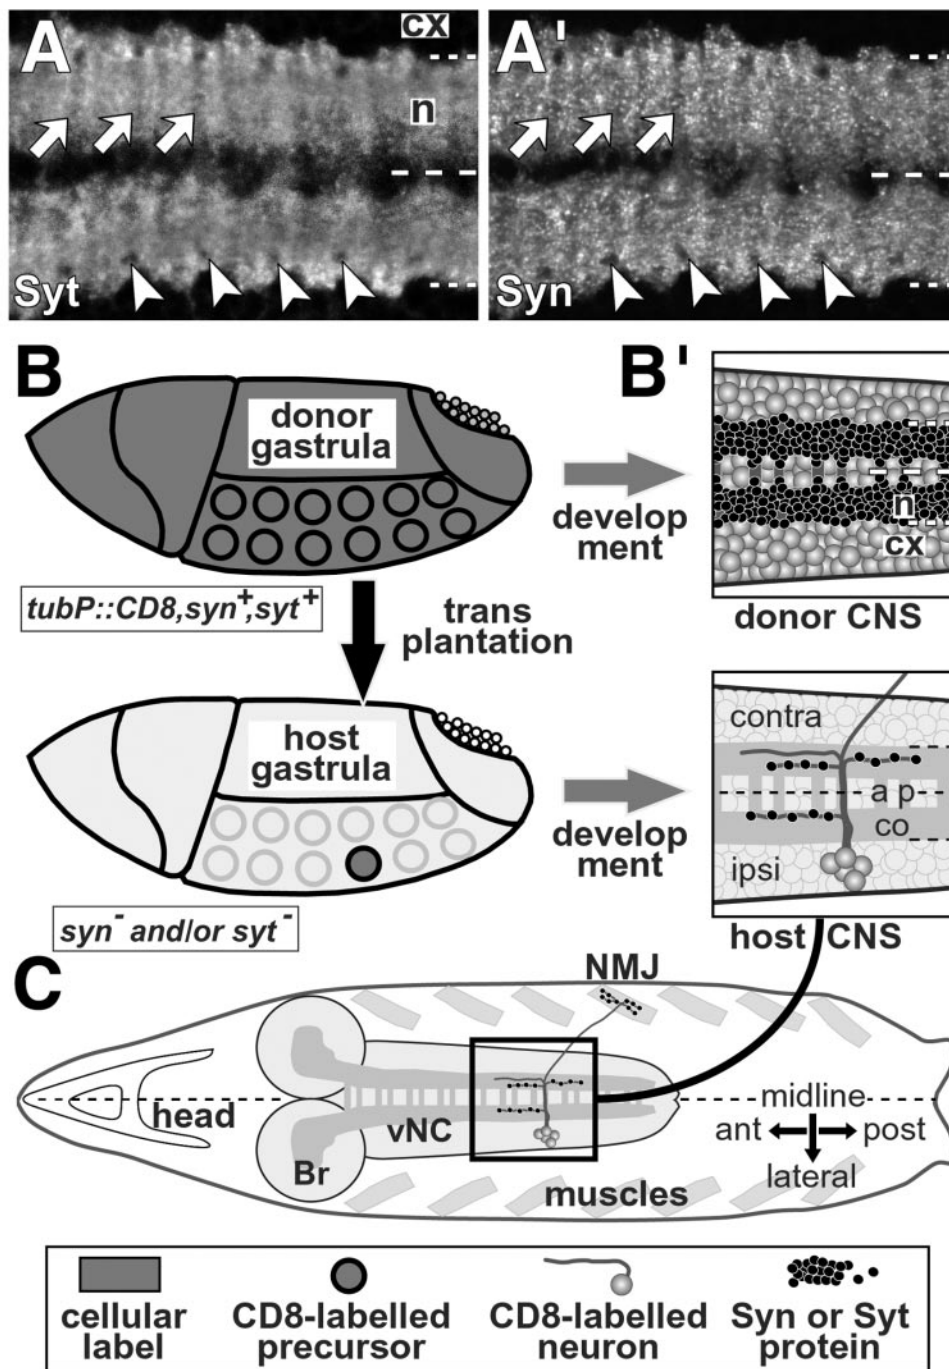 A
cx
n
Syt
A'
Syn
B
donor
gastrula
develop
ment
B'
n
cx
donor CNS
tubP::CD8,syn+,syt+
trans
plantation
host
gastrula
develop
ment
contra
a p
co
ipsi
host CNS
syn- and/or syt-
C
NMJ
head
Br
vNC
muscles
midline
ant
post
lateral
cellular
label
CD8-labelled
precursor
CD8-labelled
neuron
Syn or Syt
protein